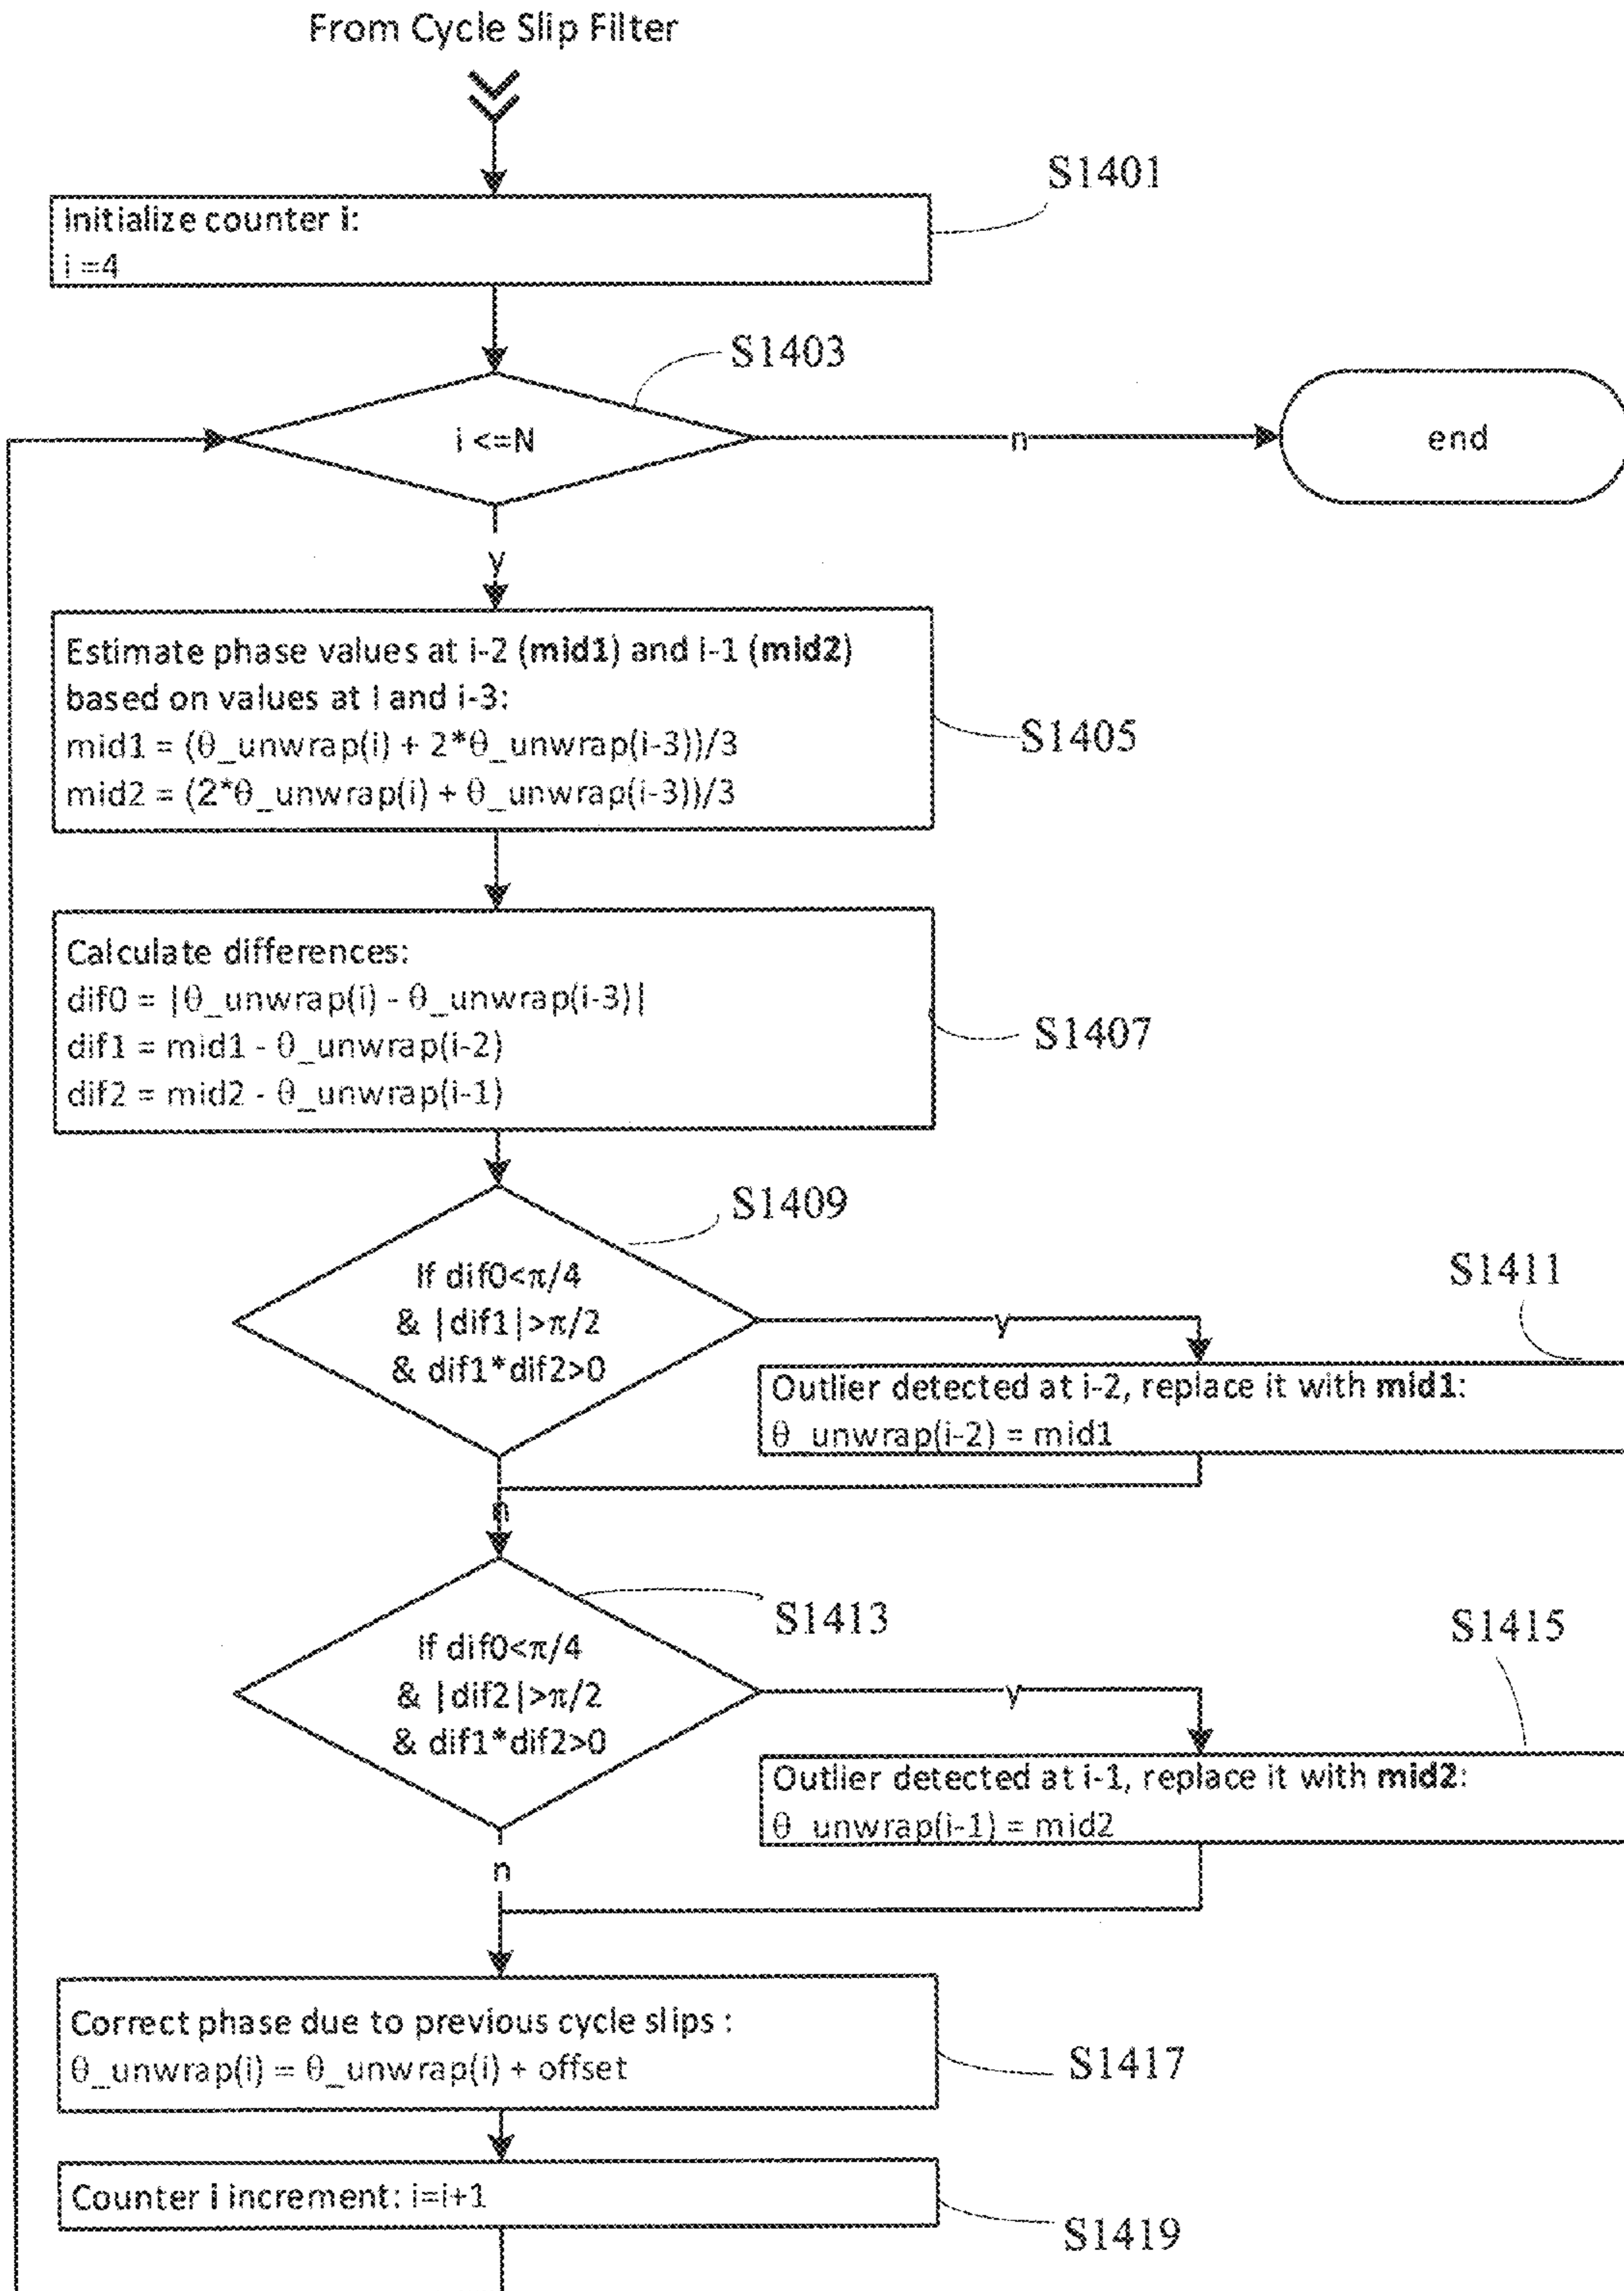 From Cycle Slip Filter
S1401
Initialize counter i:
i =4
S1403
i <=N
n
end
y
Estimate phase values at i-2 (mid1) and i-1 (mid2)
based on values at I and i-3:
mid1 = (θ_unwrap(i) + 2*θ_unwrap(i-3))/3
mid2 = (2*θ_unwrap(i) + θ_unwrap(i-3))/3
S1405
Calculate differences:
dif0 = |θ_unwrap(i) - θ_unwrap(i-3)|
dif1 = mid1 - θ_unwrap(i-2)
dif2 = mid2 - θ_unwrap(i-1)
S1407
S1409
If dif0<π/4
& |dif1|>π/2
& dif1*dif2>0
y
S1411
Outlier detected at i-2, replace it with mid1:
θ_unwrap(i-2) = mid1
n
S1413
If dif0<π/4
& |dif2|>π/2
& dif1*dif2>0
y
S1415
Outlier detected at i-1, replace it with mid2:
θ_unwrap(i-1) = mid2
n
Correct phase due to previous cycle slips :
θ_unwrap(i) = θ_unwrap(i) + offset
S1417
Counter i increment: i=i+1
S1419